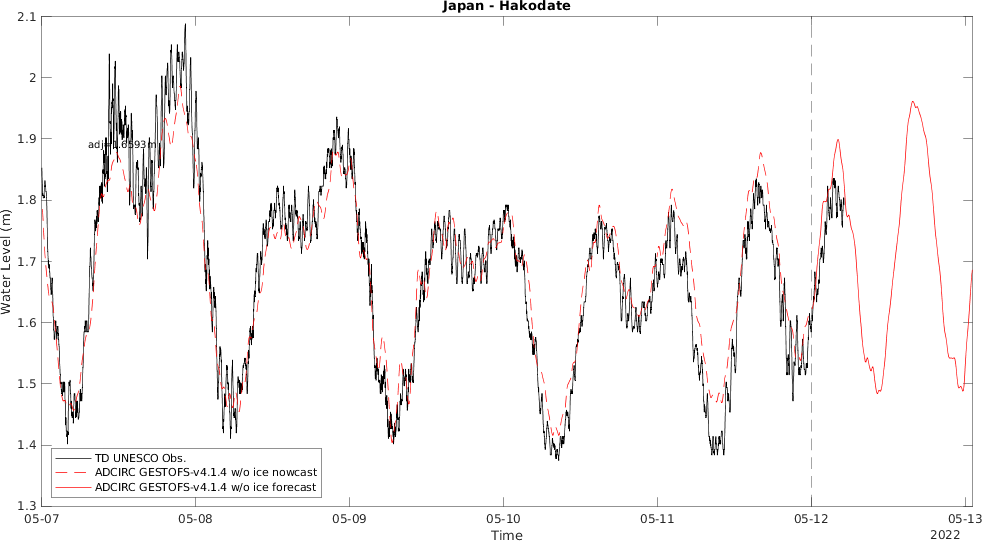 Japan - Hakodate
2.1
2
1.9
1.8
1.7
1.6
1.5
1.4
1.3
Water Level (m)
adj=1.6593m
TD UNESCO Obs.
ADCIRC GESTOFS-v4.1.4 w/o ice nowcast
ADCIRC GESTOFS-v4.1.4 w/o ice forecast
05-07 05-08 05-09 05-10 05-11 05-12 05-13
Time
2022